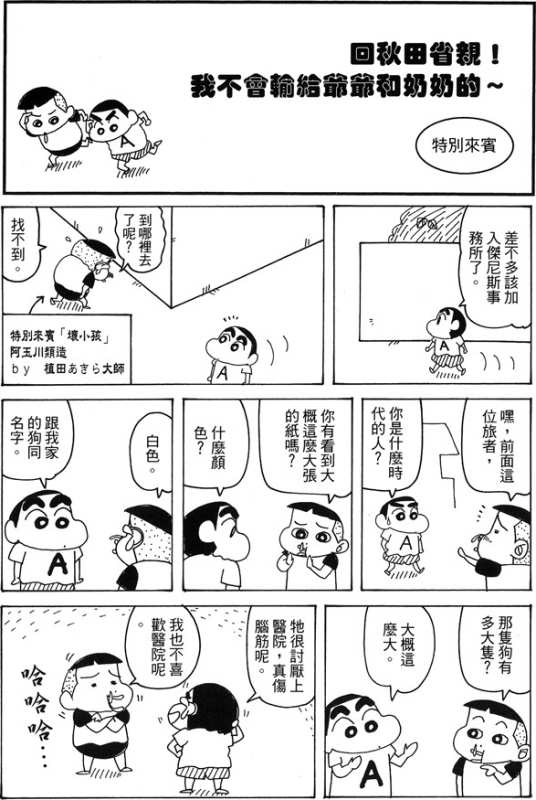 回秋田省親！
我不會輸給爺爺和奶奶的～
特別來賓
A
差不多該加
入傑尼斯事
務所了。
A
到哪裡去
了呢？
找不到。
特別來賓「壞小孩」
阿玉川類造
by 植田あきら大師
A
嘿，前面這
位旅者，
你是什麼時
代的人？
A
你有看到大
概這麼大張
的紙嗎？
什麼顏
色？
白色。
跟我家
的狗同
名字。
A
那隻狗有
多大隻？
大概這
麼大。
A
牠很討厭上
醫院，真傷
腦筋呢。
我也不喜
歡醫院呢
哈哈哈…